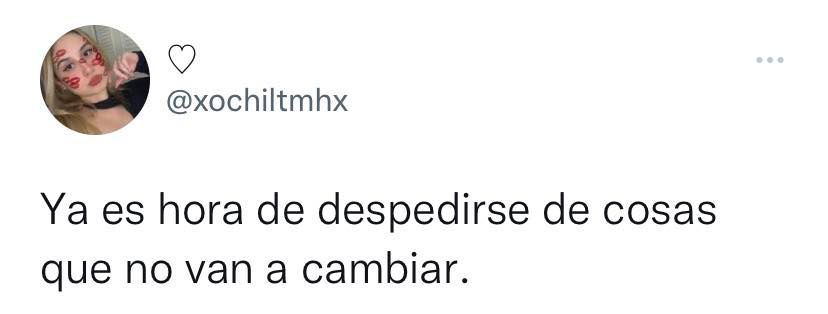 ♡
@xochiltmhx
Ya es hora de despedirse de cosas
que no van a cambiar.